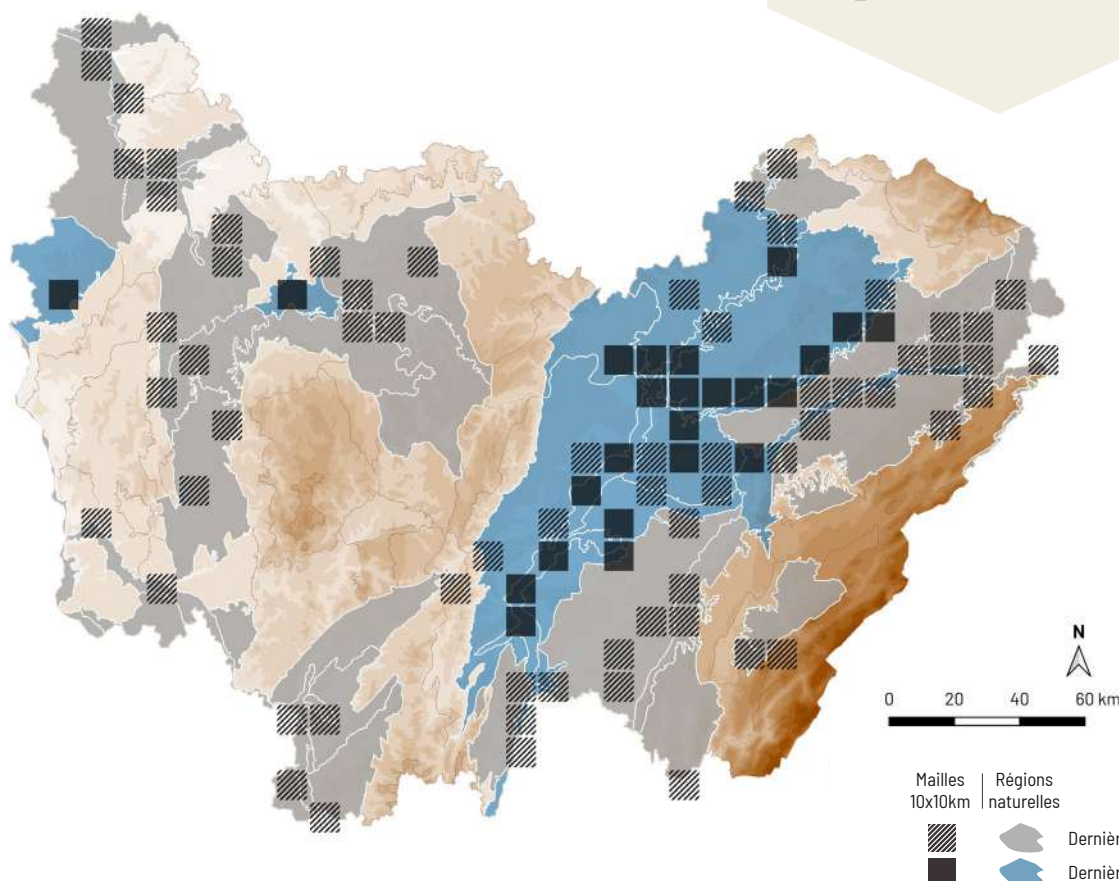 N
0 20 40 60 km
Mailles | Régions
10x10km | naturelles
Dernièr
Dernièr